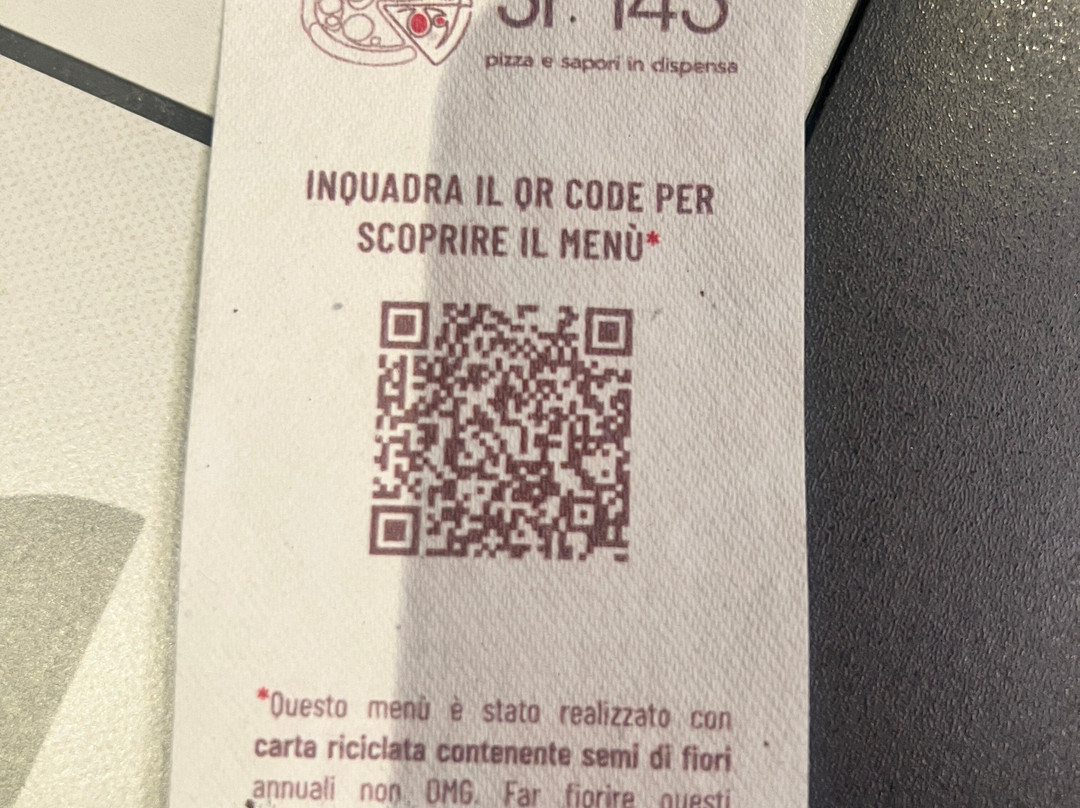 pizza e sapori in dispensa
INQUADRA IL QR CODE PER
SCOPRIRE IL MENÙ*
*Questo menù è stato realizzato con
carta riciclata contenente semi di fiori
annuali non OMG. Far fiorire questi